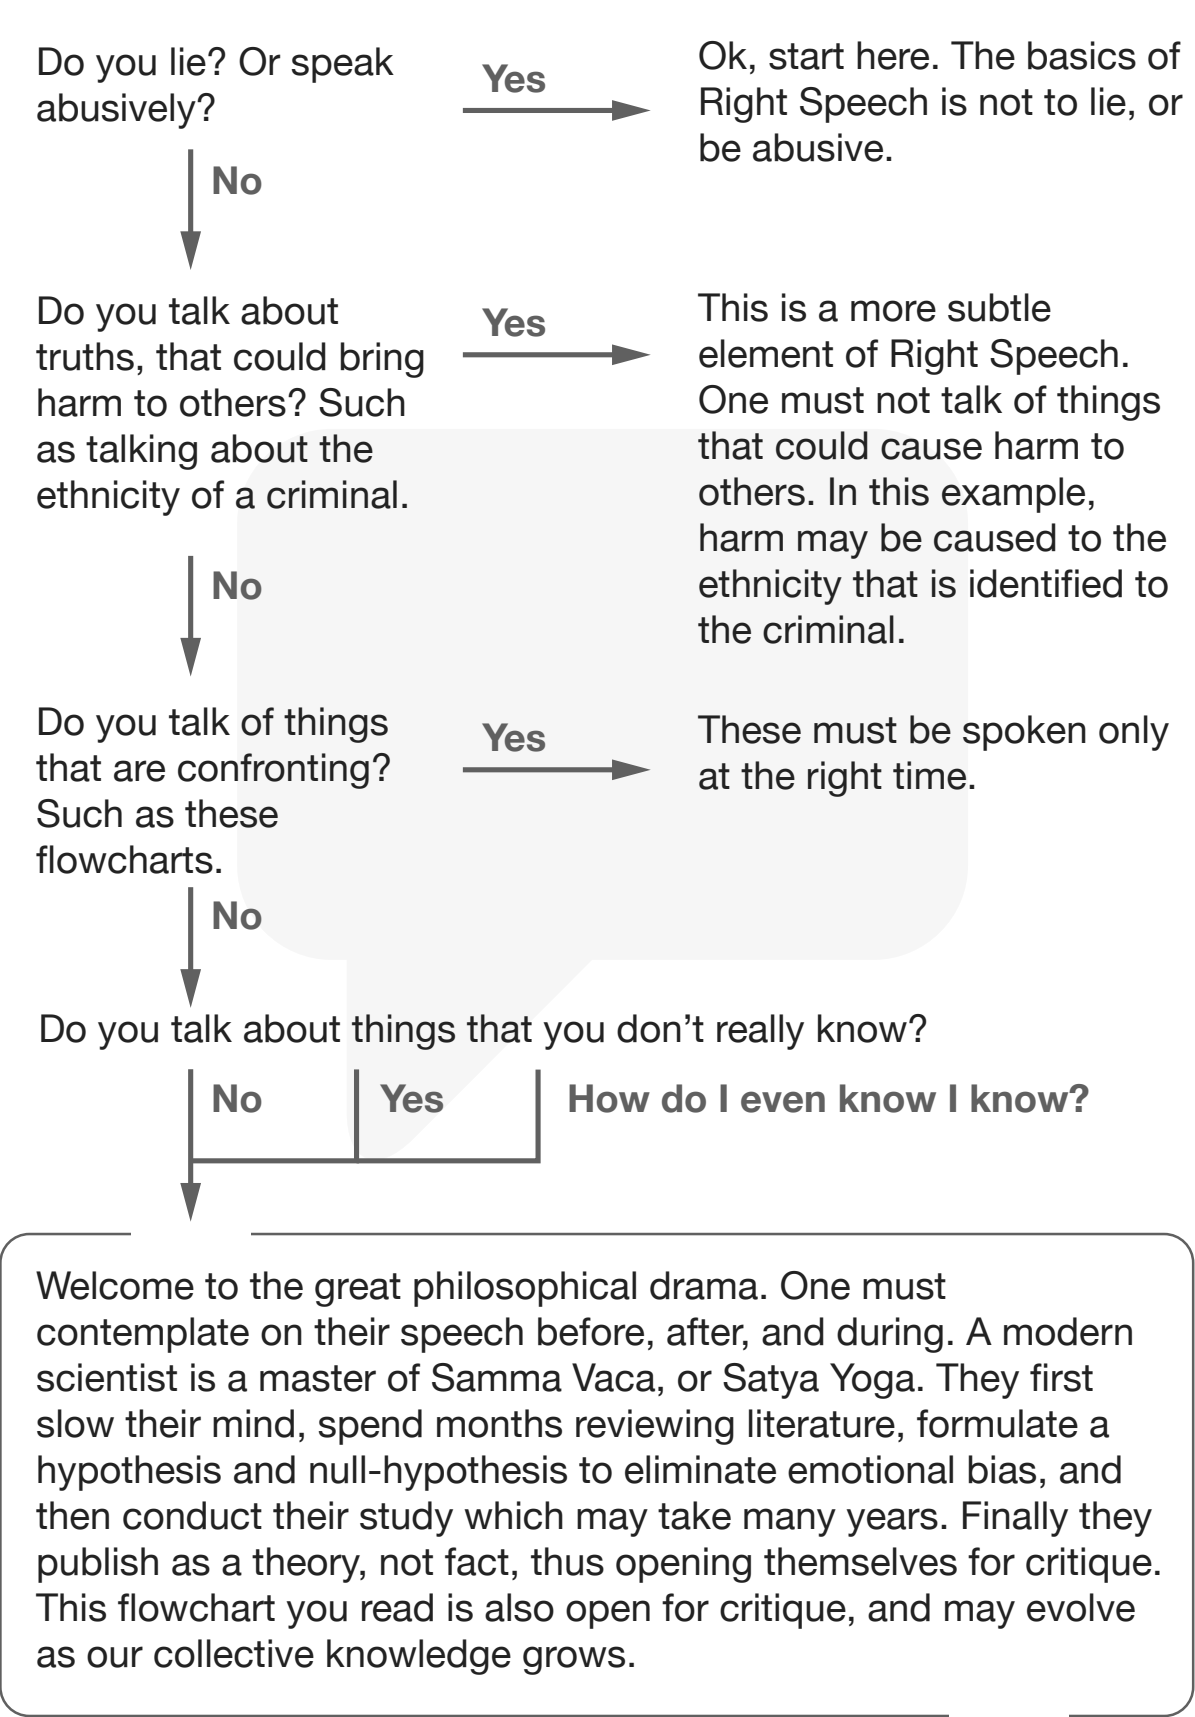 Do you lie? Or speak
abusively?
Yes
Ok, start here. The basics of
Right Speech is not to lie, or
be abusive.
No
Do you talk about
truths, that could bring
harm to others? Such
as talking about the
ethnicity of a criminal.
Yes
This is a more subtle
element of Right Speech.
One must not talk of things
that could cause harm to
others. In this example,
harm may be caused to the
ethnicity that is identified to
the criminal.
No
Do you talk of things
that are confronting?
Such as these
flowcharts.
Yes
These must be spoken only
at the right time.
No
Do you talk about things that you don’t really know?
No
Yes
How do I even know I know?
Welcome to the great philosophical drama. One must
contemplate on their speech before, after, and during. A modern
scientist is a master of Samma Vaca, or Satya Yoga. They first
slow their mind, spend months reviewing literature, formulate a
hypothesis and null-hypothesis to eliminate emotional bias, and
then conduct their study which may take many years. Finally they
publish as a theory, not fact, thus opening themselves for critique.
This flowchart you read is also open for critique, and may evolve
as our collective knowledge grows.